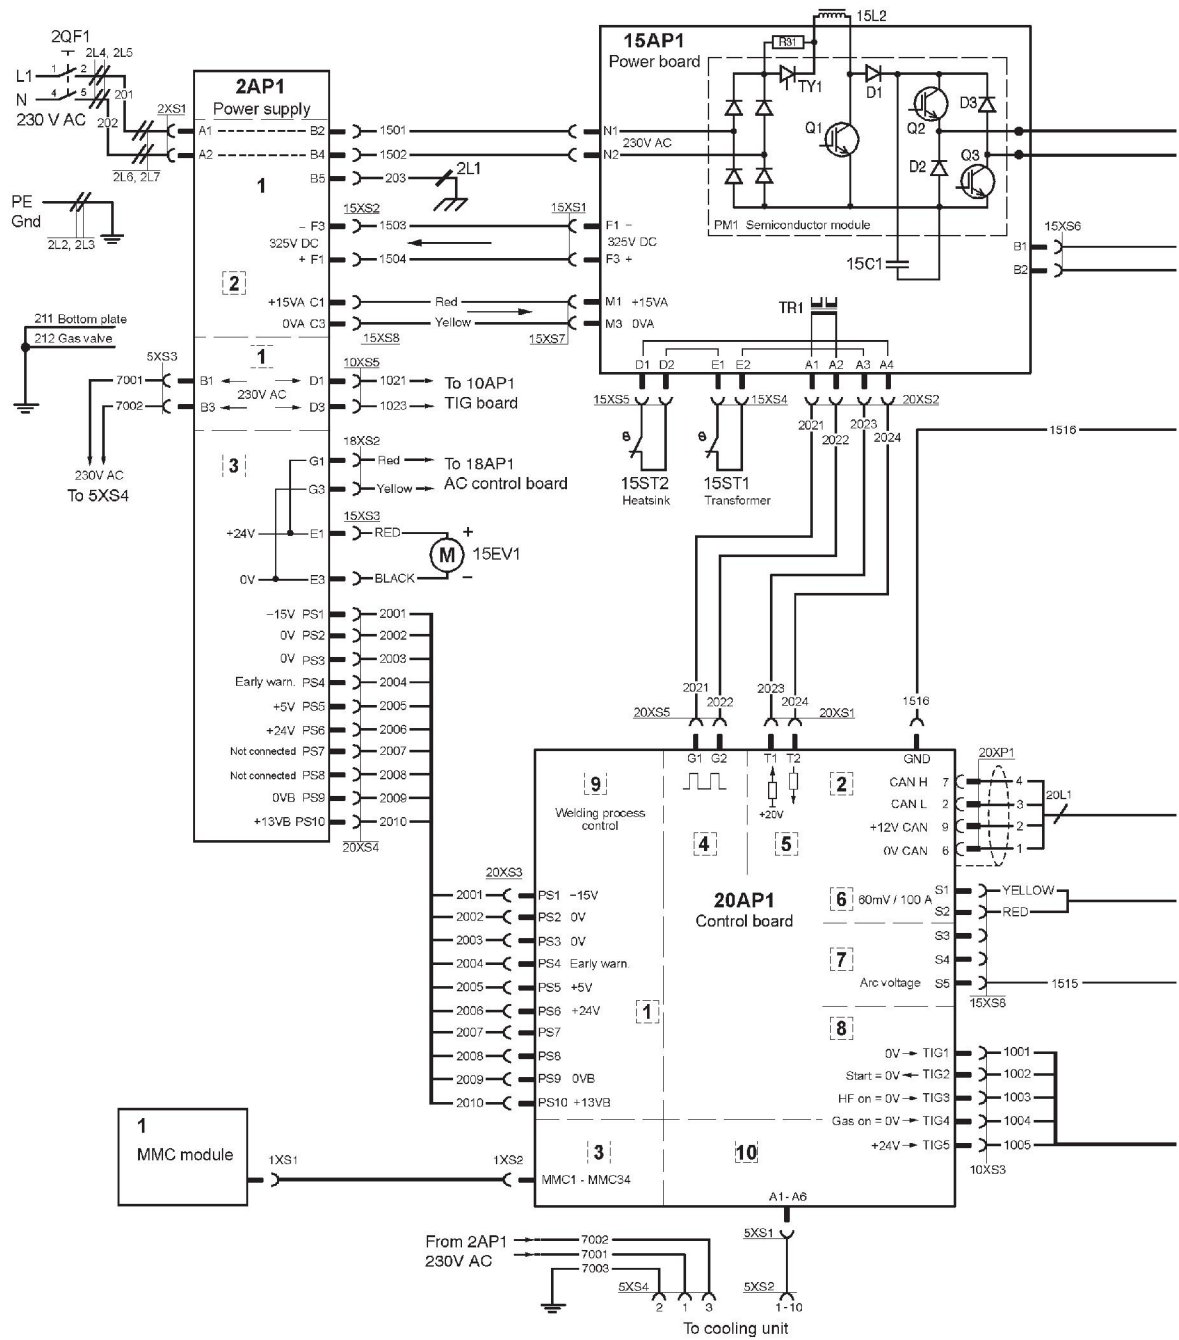 2QF1
2L4, 2L5
L1
1
2
N
4
5
230 V AC
201
202
2XS1
2L6, 2L7
PE
Gnd
2L2, 2L3
211 Bottom plate
212 Gas valve
5XS3
7001
7002
230V AC
To 5XS4
2AP1
Power supply
A1
B2
A2
B4
B5
1
– F3
325V DC
+ F1
2
+15VA C1
0VA C3
1
B1
D1
230V AC
B3
D3
3
G1
G3
+24V
E1
0V
E3
–15V PS1
0V PS2
0V PS3
Early warn. PS4
+5V PS5
+24V PS6
Not connected PS7
Not connected PS8
0VB PS9
+13VB PS10
1501
1502
203
2L1
15XS2
15XS1
1503
1504
Red
Yellow
15XS8
15XS7
10XS5
1021
1023
To 10AP1
TIG board
18XS2
Red
Yellow
To 18AP1
AC control board
15XS3
RED
BLACK
M
+
–
15EV1
2001
2002
2003
2004
2005
2006
2007
2008
2009
2010
20XS4
15AP1
Power board
15L2
R31
TY1
D1
Q1
Q2
D3
D2
Q3
PM1 Semiconductor module
N1
230V AC
N2
F1 –
325V DC
F3 +
M1 +15VA
M3 0VA
15C1
TR1
B1
B2
15XS6
D1
D2
E1
E2
A1
A2
A3
A4
15XS5
15XS4
20XS2
θ
θ
15ST2
Heatsink
15ST1
Transformer
2021
2022
2023
2024
1516
2021
2022
2023
2024
1516
20XS5
20XS1
G1
G2
T1
T2
GND
+20V
9
Welding process
control
4
5
2
20AP1
Control board
20XP1
CAN H 7
4
CAN L 2
3
+12V CAN 9
2
0V CAN 6
1
20L1
6
60mV / 100 A
S1
YELLOW
S2
RED
S3
7
S4
Arc voltage
S5
1515
15XS6
8
0V
TIG1
1001
Start = 0V
TIG2
1002
HF on = 0V
TIG3
1003
Gas on = 0V
TIG4
1004
+24V
TIG5
1005
10XS3
20XS3
2001
PS1 –15V
2002
PS2 0V
2003
PS3 0V
2004
PS4 Early warn.
2005
PS5 +5V
2006
PS6 +24V
2007
PS7
2008
PS8
2009
PS9 0VB
2010
PS10 +13VB
1
3
10
MMC1 - MMC34
A1- A6
1
MMC module
1XS1
1XS2
5XS1
5XS2
1 -10
From 2AP1
230V AC
7002
7001
7003
5XS4
2
1
3
To cooling unit